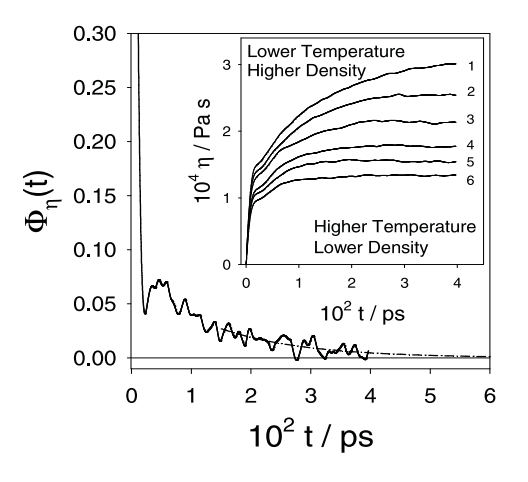 0.30
0.25
0.20
0.15
0.10
0.05
0.00
Φη(t)
0 1 2 3 4 5 6
10² t / ps
Lower Temperature
Higher Density
3
2
1
0
10⁴ η / Pa s
1
2
3
4
5
6
Higher Temperature
Lower Density
0 1 2 3 4
10² t / ps